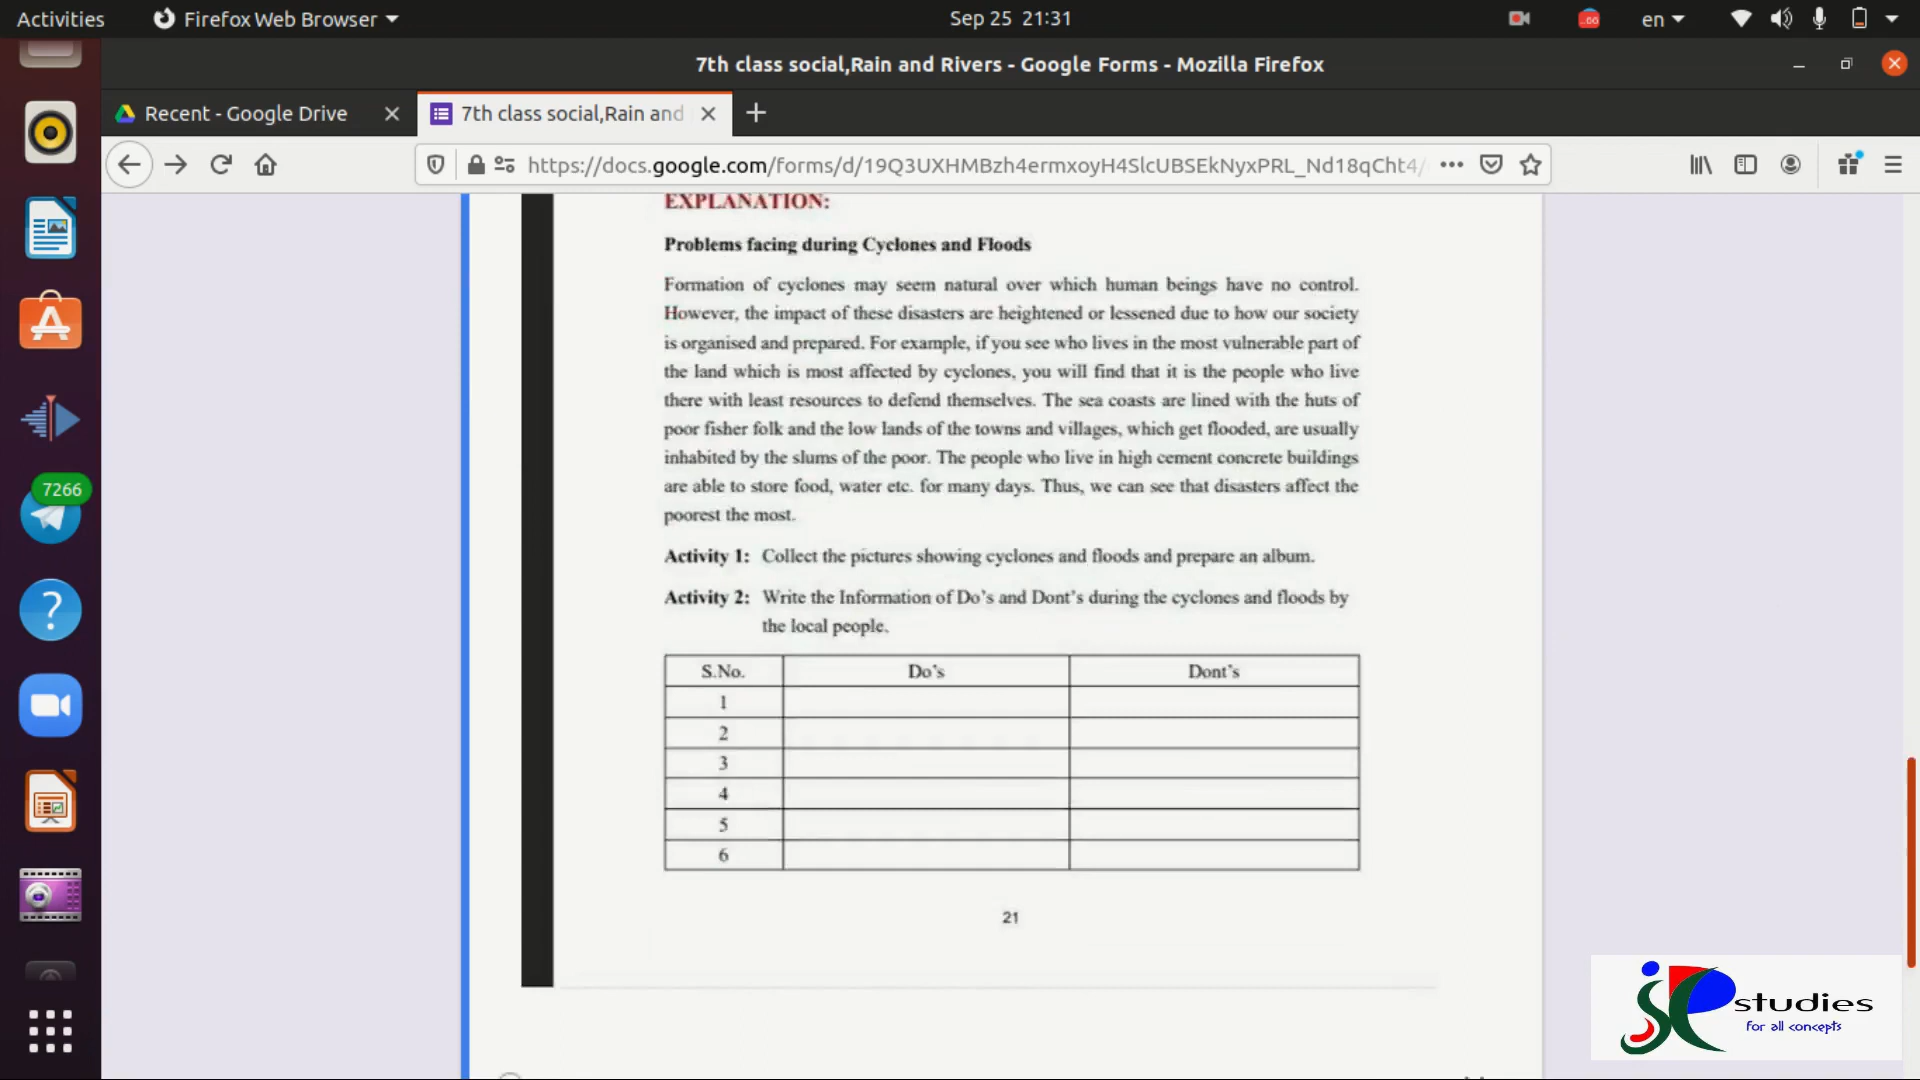 Activities
Firefox Web Browser
Sep 25 21:31
.66
en
7th class social,Rain and Rivers - Google Forms - Mozilla Firefox
Recent - Google Drive
7th class social,Rain and
https://docs.google.com/forms/d/19Q3UXHMBzh4ermxoyH4SlcUBSEkNyxPRL_Nd18qCht4/
7266
EXPLANATION:
Problems facing during Cyclones and Floods
Formation of cyclones may seem natural over which human beings have no control.
However, the impact of these disasters are heightened or lessened due to how our society
is organised and prepared. For example, if you see who lives in the most vulnerable part of
the land which is most affected by cyclones, you will find that it is the people who live
there with least resources to defend themselves. The sea coasts are lined with the huts of
poor fisher folk and the low lands of the towns and villages, which get flooded, are usually
inhabited by the slums of the poor. The people who live in high cement concrete buildings
are able to store food, water etc. for many days. Thus, we can see that disasters affect the
poorest the most.
Activity 1: Collect the pictures showing cyclones and floods and prepare an album.
Activity 2: Write the Information of Do's and Dont's during the cyclones and floods by
the local people.
S.No. Do's Dont's
1
2
3
4
5
6
21
studies
for all concepts